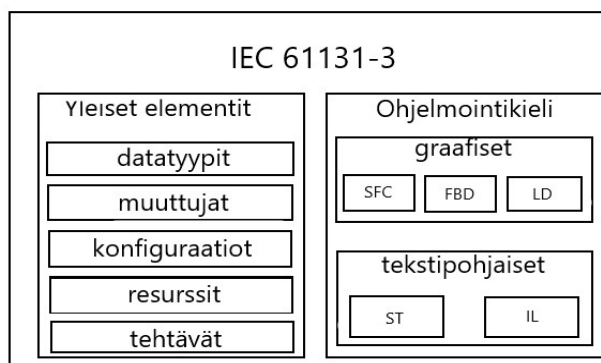 IEC 61131-3
Yleiset elementit
datatyypit
muuttujat
konfiguraatiot
resurssit
tehtävät
Ohjelmointikieli
graafiset
SFC FBD LD
tekstipohjaiset
ST IL